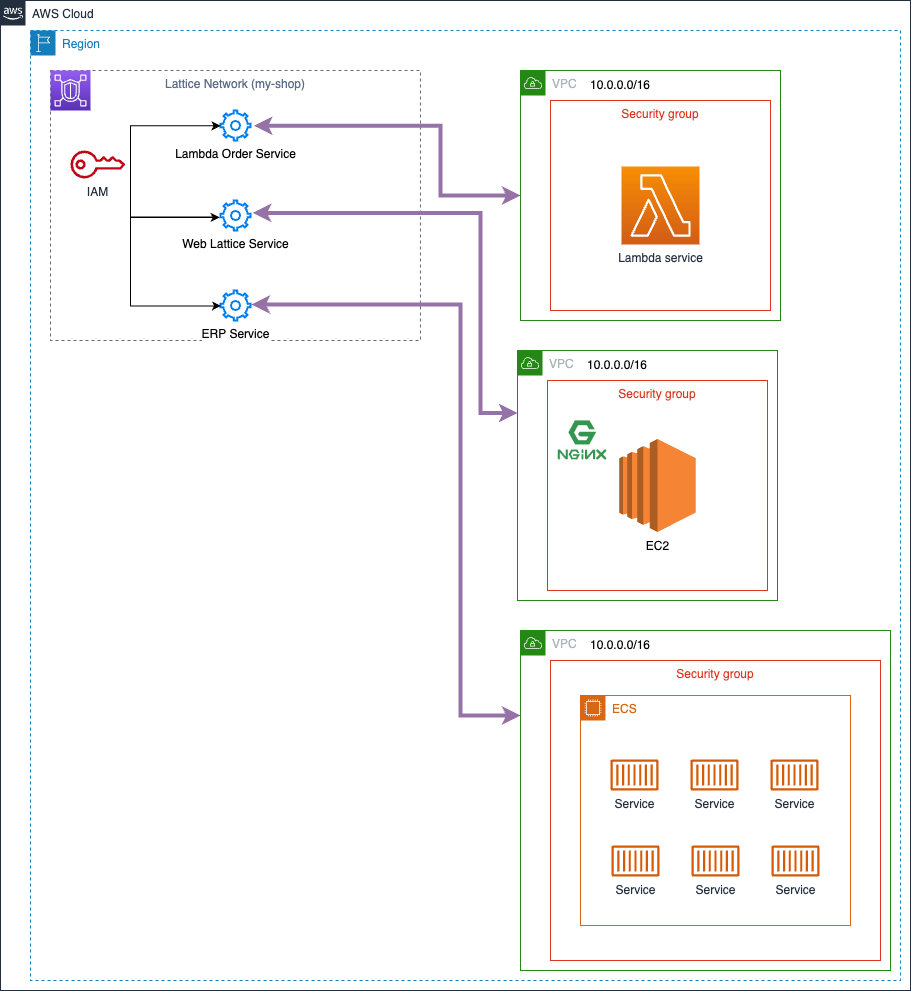 aws
AWS Cloud
Region
Lattice Network (my-shop)
Lambda Order Service
IAM
Web Lattice Service
ERP Service
VPC 10.0.0.0/16
Security group
Lambda service
VPC 10.0.0.0/16
Security group
NGiNX
EC2
VPC 10.0.0.0/16
Security group
ECS
Service Service Service
Service Service Service